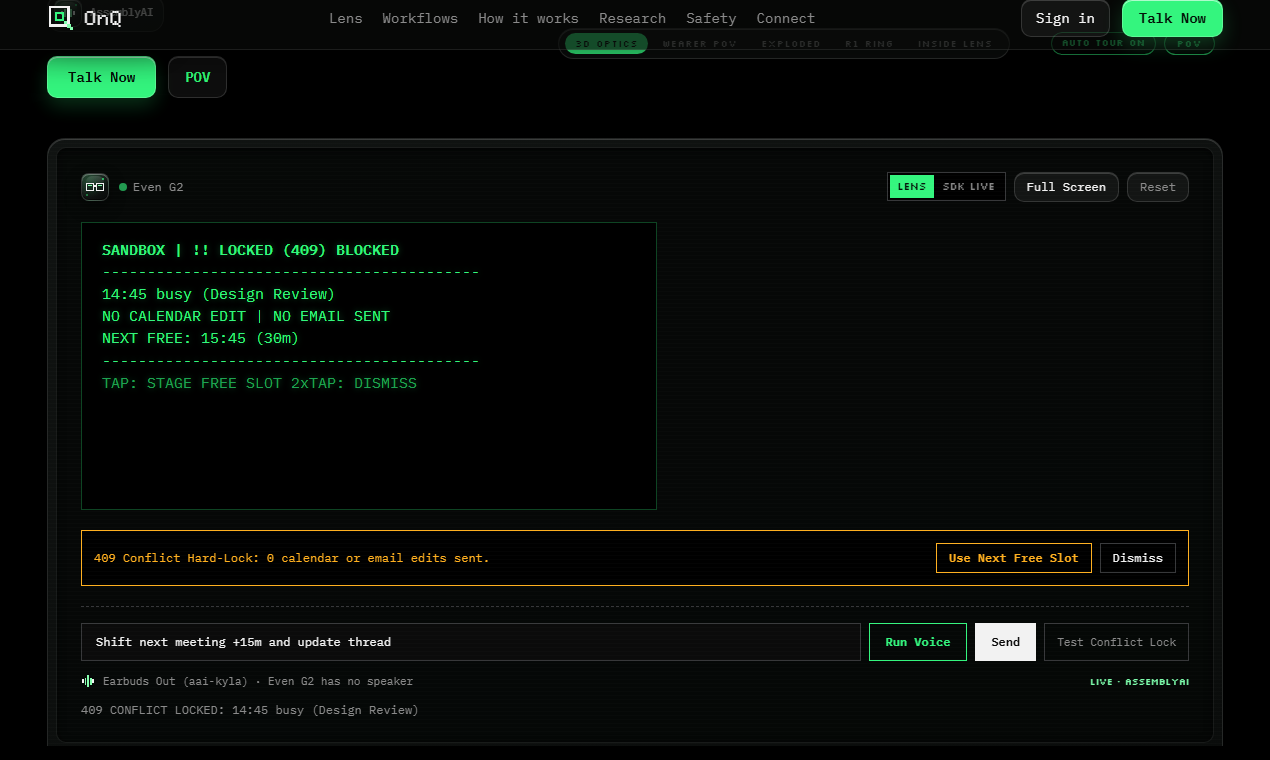 OnQ
Lens Workflows How it works Research Safety Connect
Sign in Talk Now
3D OPTICS WEARER POV EXPLODED R1 RING INSIDE LENS
AUTO TOUR ON POV
Talk Now POV
Even G2
LENS SDK LIVE Full Screen Reset
SANDBOX | !! LOCKED (409) BLOCKED
------------------------------------------
14:45 busy (Design Review)
NO CALENDAR EDIT | NO EMAIL SENT
NEXT FREE: 15:45 (30m)
------------------------------------------
TAP: STAGE FREE SLOT 2xTAP: DISMISS
409 Conflict Hard-Lock: 0 calendar or email edits sent.
Use Next Free Slot Dismiss
Shift next meeting +15m and update thread
Run Voice Send Test Conflict Lock
Earbuds Out (aai-kyla) · Even G2 has no speaker
LIVE · ASSEMBLYAI
409 CONFLICT LOCKED: 14:45 busy (Design Review)